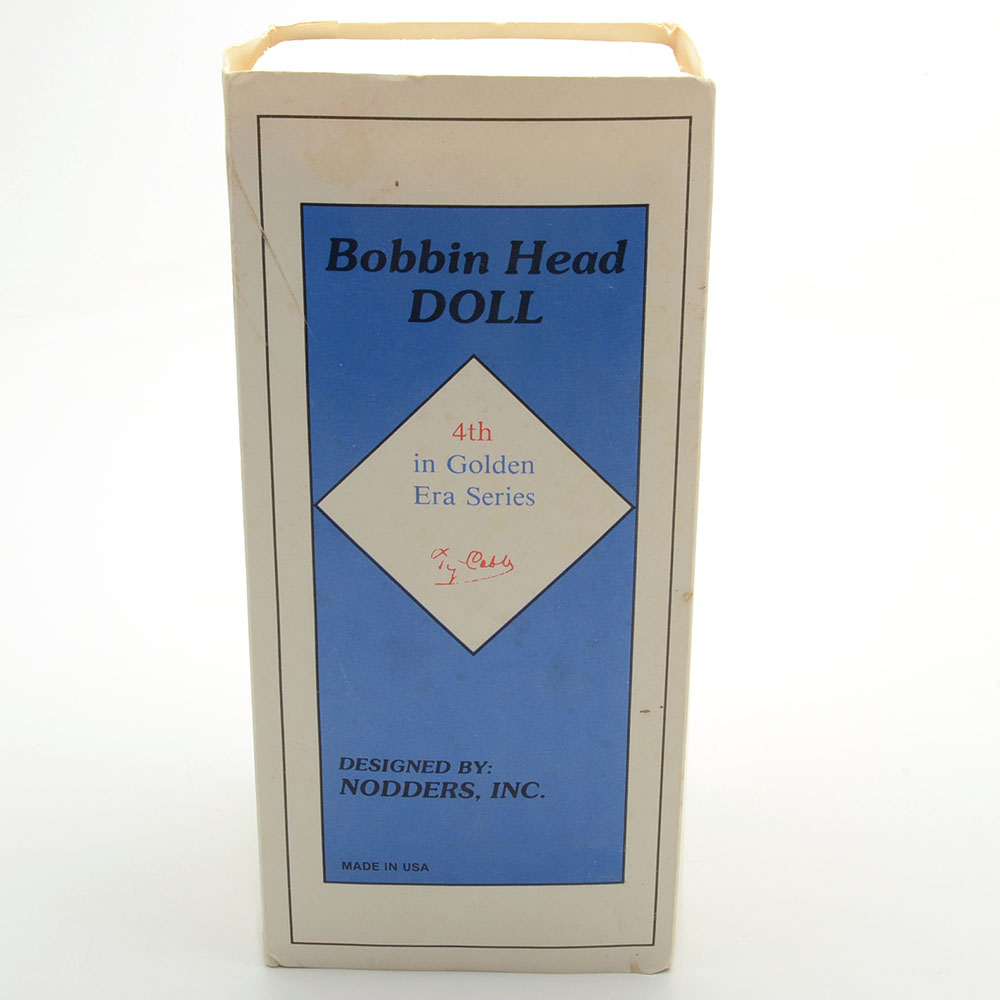 Bobbin Head
DOLL
4th
in Golden
Era Series
Ty Cobb
DESIGNED BY:
NODDERS, INC.
MADE IN USA